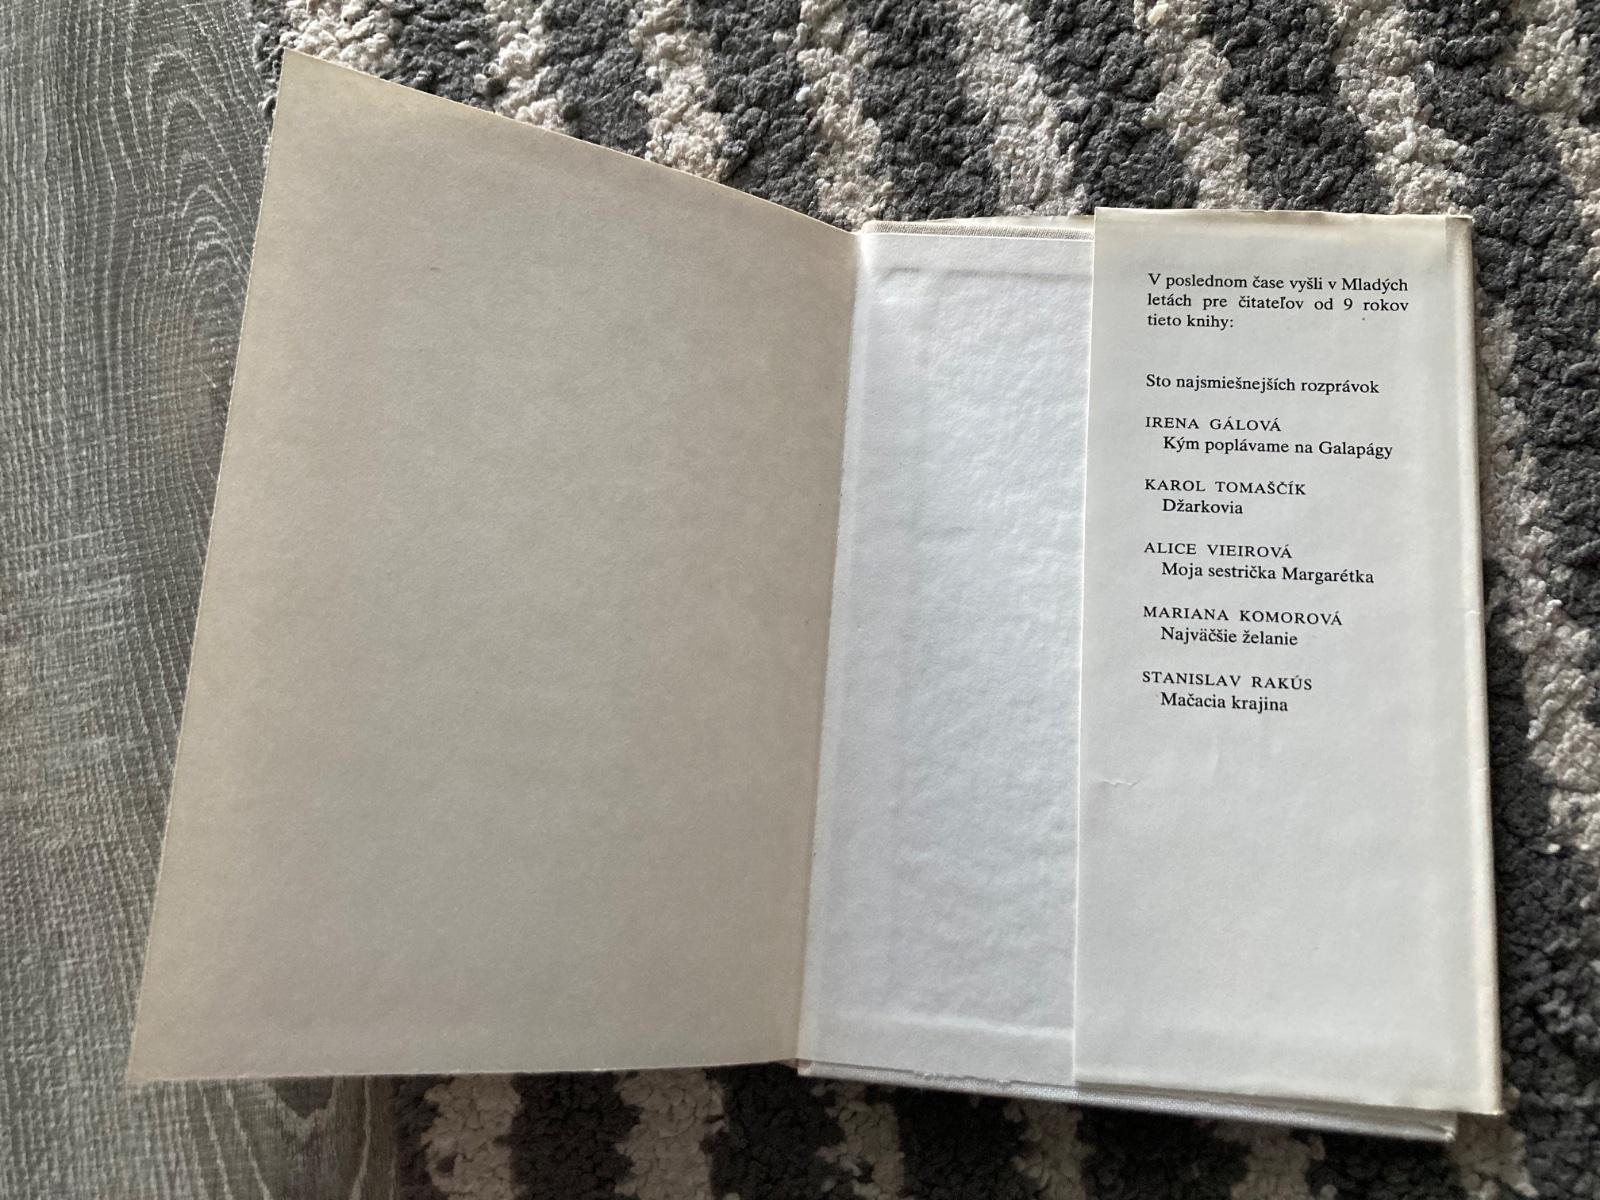 V poslednom čase vyšli v Mladých
letách pre čitateľov od 9 rokov
tieto knihy:
Sto najsmiešnejších rozprávok
IRENA GÁLOVÁ
Kým poplávame na Galapágy
KAROL TOMAŠČÍK
Džarkovia
ALICE VIEIROVÁ
Moja sestrička Margarétka
MARIANA KOMOROVÁ
Najväčšie želanie
STANISLAV RAKÚS
Mačacia krajina